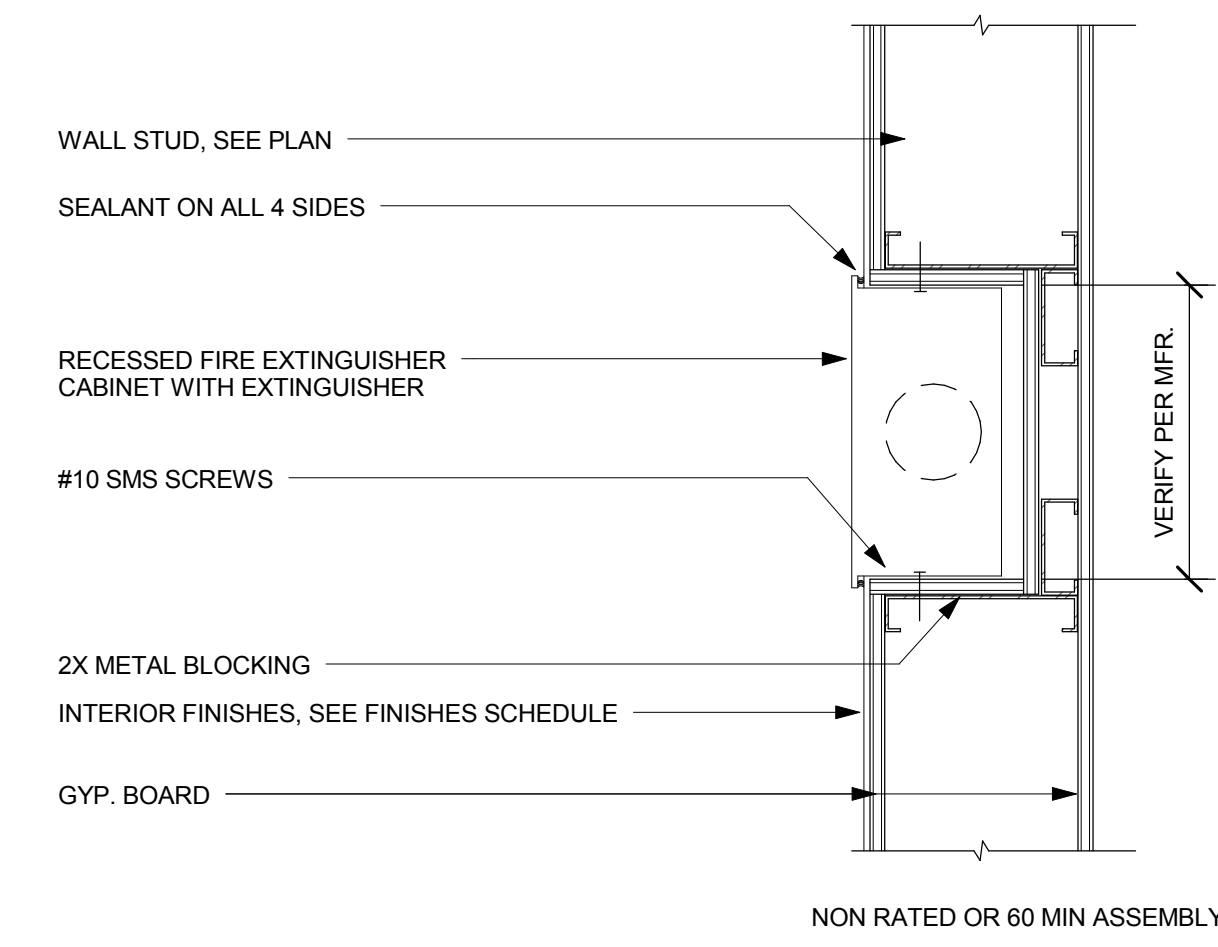 WALL STUD, SEE PLAN
SEALANT ON ALL 4 SIDES
RECESSED FIRE EXTINGUISHER
CABINET WITH EXTINGUISHER
#10 SMS SCREWS
2X METAL BLOCKING
INTERIOR FINISHES, SEE FINISHES SCHEDULE
GYP. BOARD
VERIFY PER MFR.
NON RATED OR 60 MIN ASSEMBLY